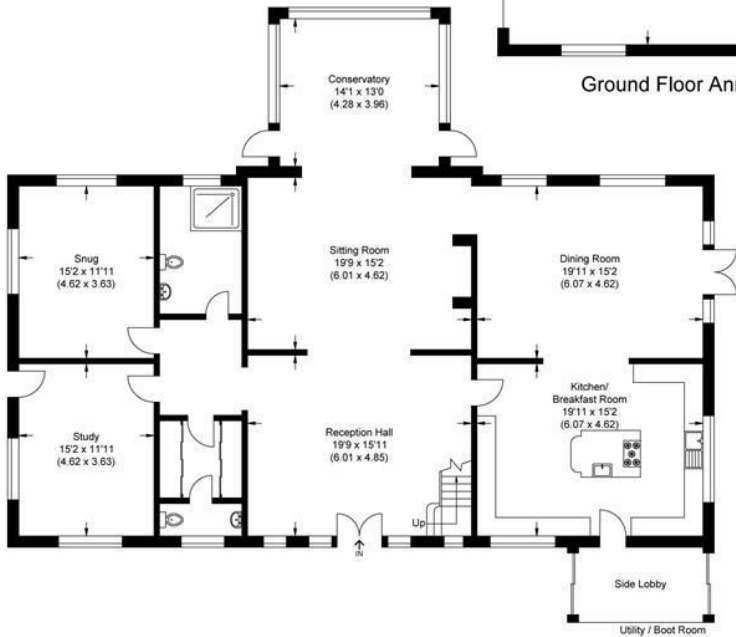 Ground Floor Ann
Conservatory
14'1 x 13'0
(4.28 x 3.96)
Snug
15'2 x 11'11
(4.62 x 3.63)
Sitting Room
19'9 x 15'2
(6.01 x 4.62)
Dining Room
19'11 x 15'2
(6.07 x 4.62)
Study
15'2 x 11'11
(4.62 x 3.63)
Reception Hall
19'9 x 15'11
(6.01 x 4.85)
Kitchen/
Breakfast Room
19'11 x 15'2
(6.07 x 4.62)
Up
IN
Side Lobby
Utility / Boot Room